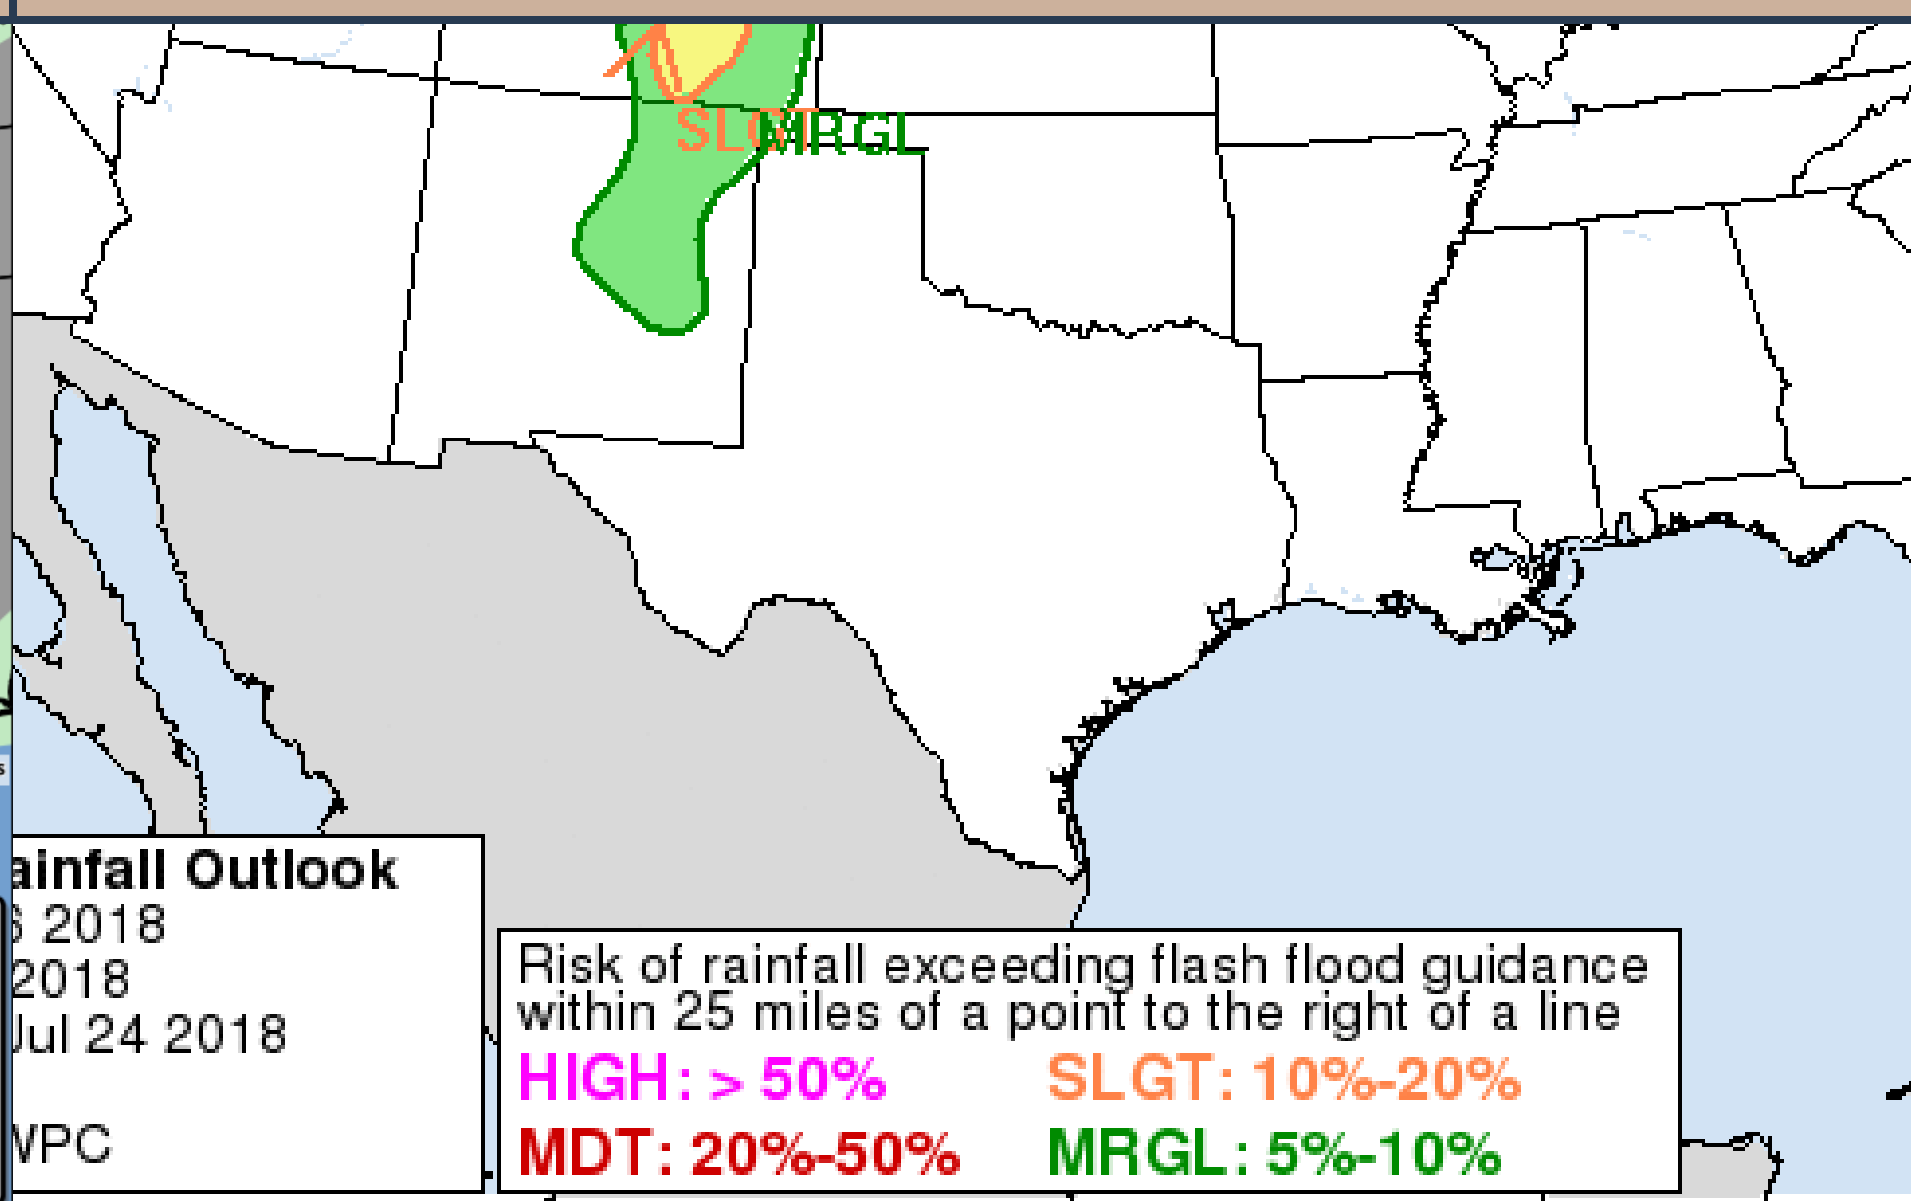 SLGT
MRGL
ainfall Outlook
2018
2018
Jul 24 2018
WPC
Risk of rainfall exceeding flash flood guidance
within 25 miles of a point to the right of a line
HIGH: > 50% SLGT: 10%-20%
MDT: 20%-50% MRGL: 5%-10%